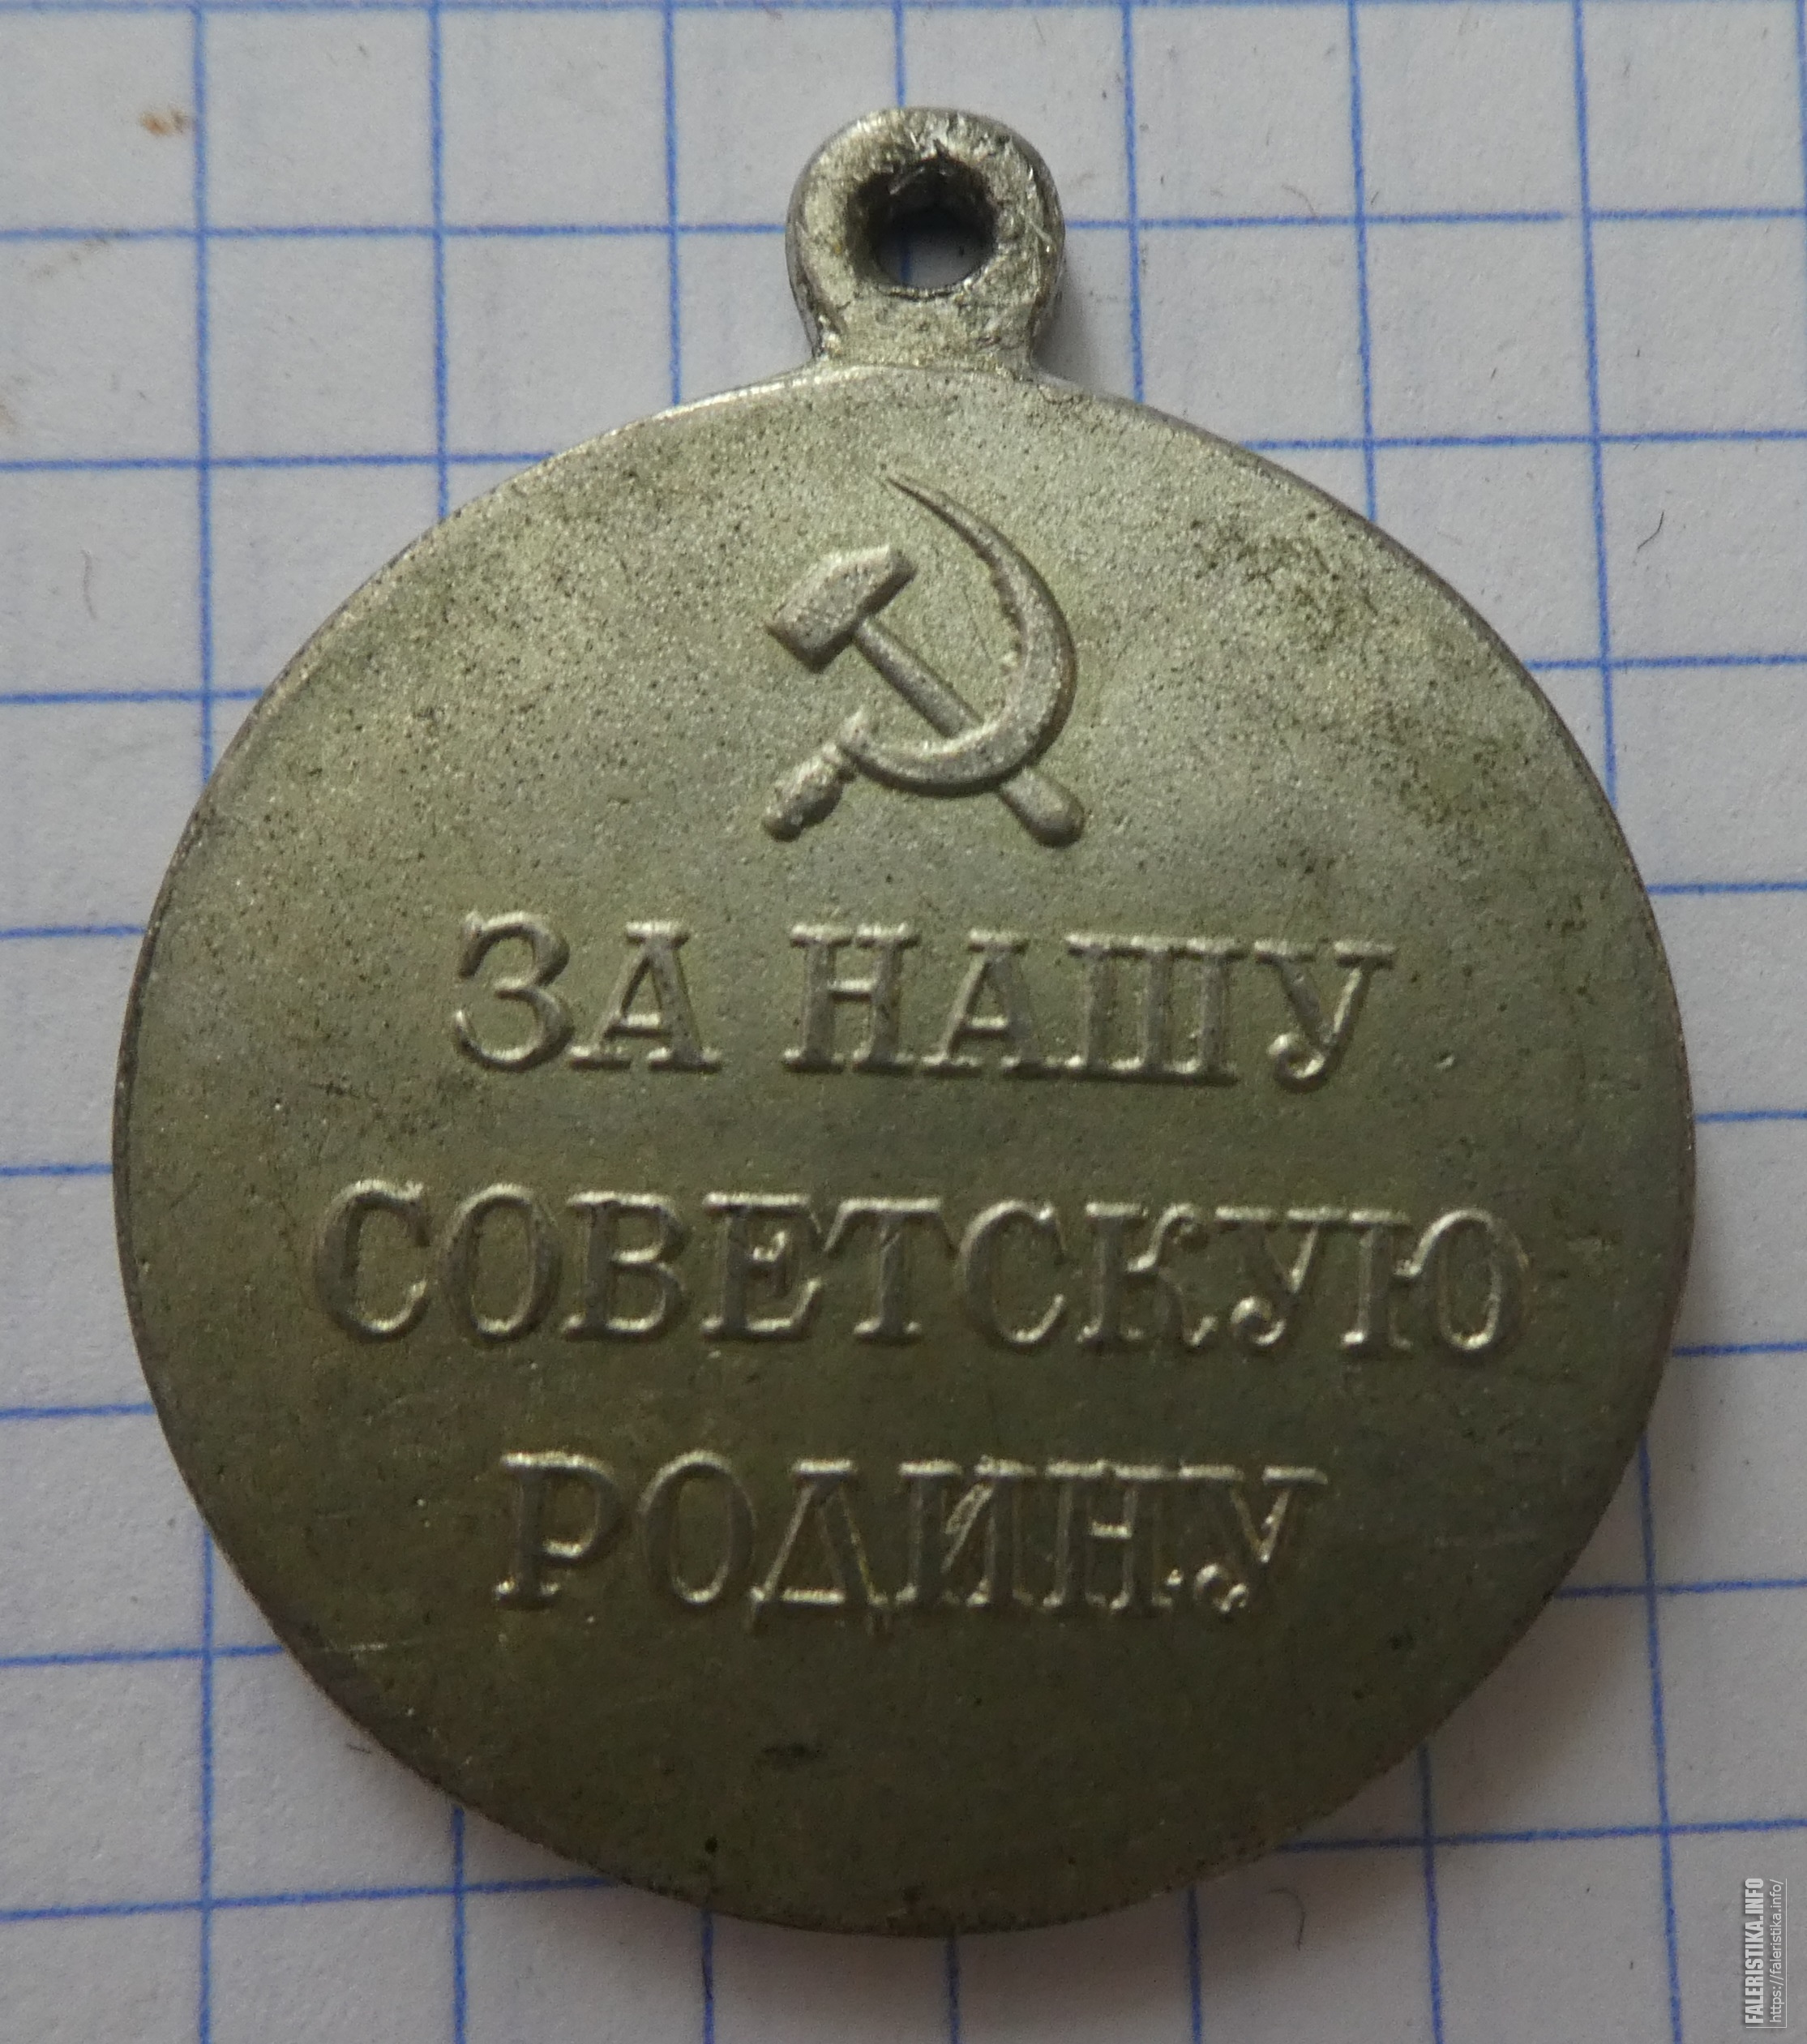 ЗА НАШУ
СОВЕТСКУЮ
РОДИНУ
FALERISTIKA.INFO
https://faleristika.info/